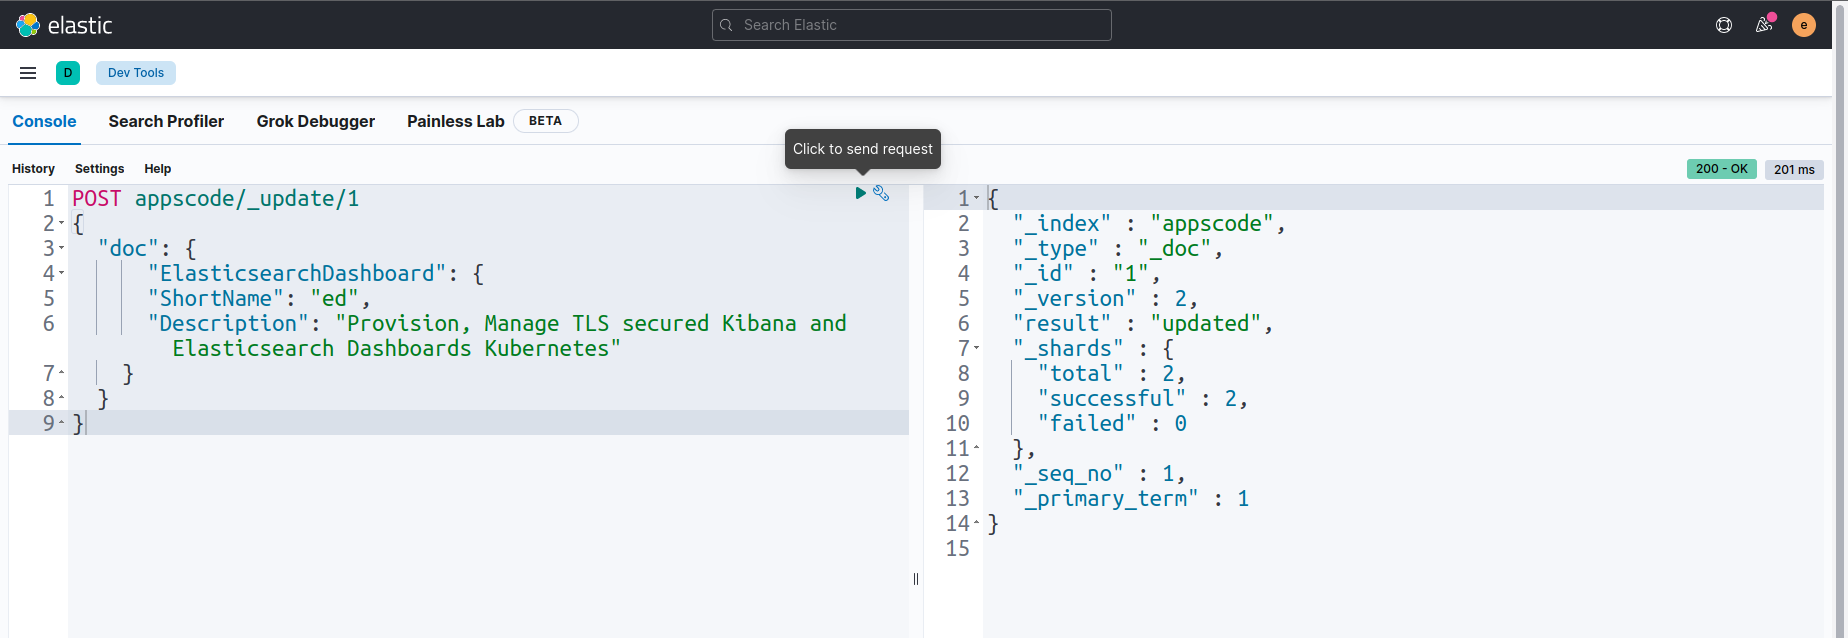 elastic
Search Elastic
e
D
Dev Tools
Console
Search Profiler
Grok Debugger
Painless Lab
BETA
Click to send request
History
Settings
Help
200 - OK
201 ms
1 POST appscode/_update/1
2 {
3 "doc": {
4 "ElasticsearchDashboard": {
5 "ShortName": "ed",
6 "Description": "Provision, Manage TLS secured Kibana and
Elasticsearch Dashboards Kubernetes"
7 }
8 }
9 }
1 {
2 "_index" : "appscode",
3 "_type" : "_doc",
4 "_id" : "1",
5 "_version" : 2,
6 "result" : "updated",
7 "_shards" : {
8 "total" : 2,
9 "successful" : 2,
10 "failed" : 0
11 },
12 "_seq_no" : 1,
13 "_primary_term" : 1
14 }
15